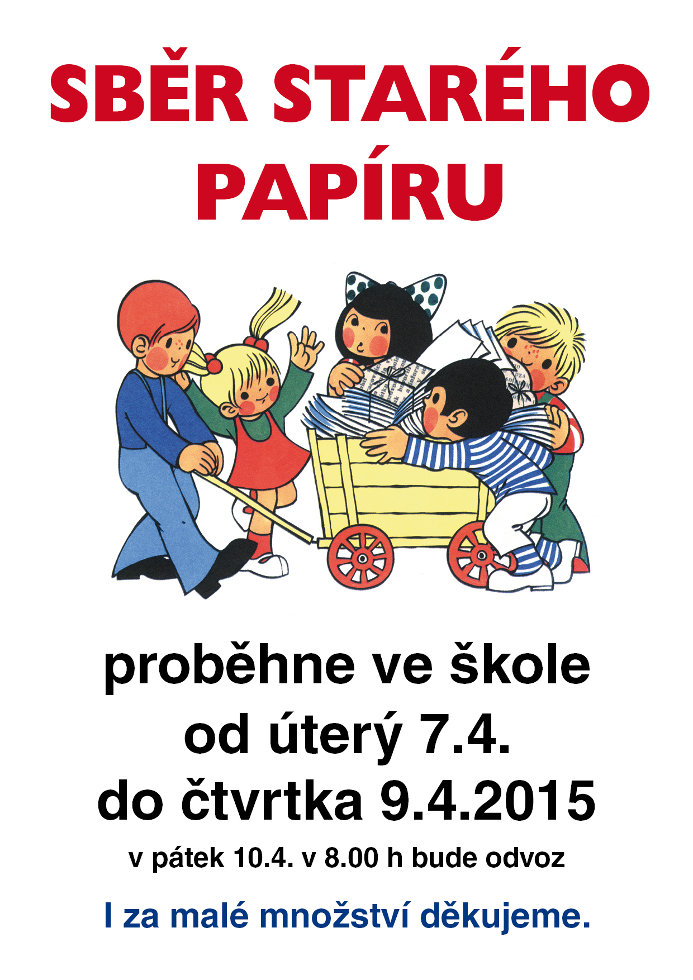 SBĚR STARÉHO
PAPÍRU
proběhne ve škole
od úterý 7.4.
do čtvrtka 9.4.2015
v pátek 10.4. v 8.00 h bude odvoz
I za malé množství děkujeme.